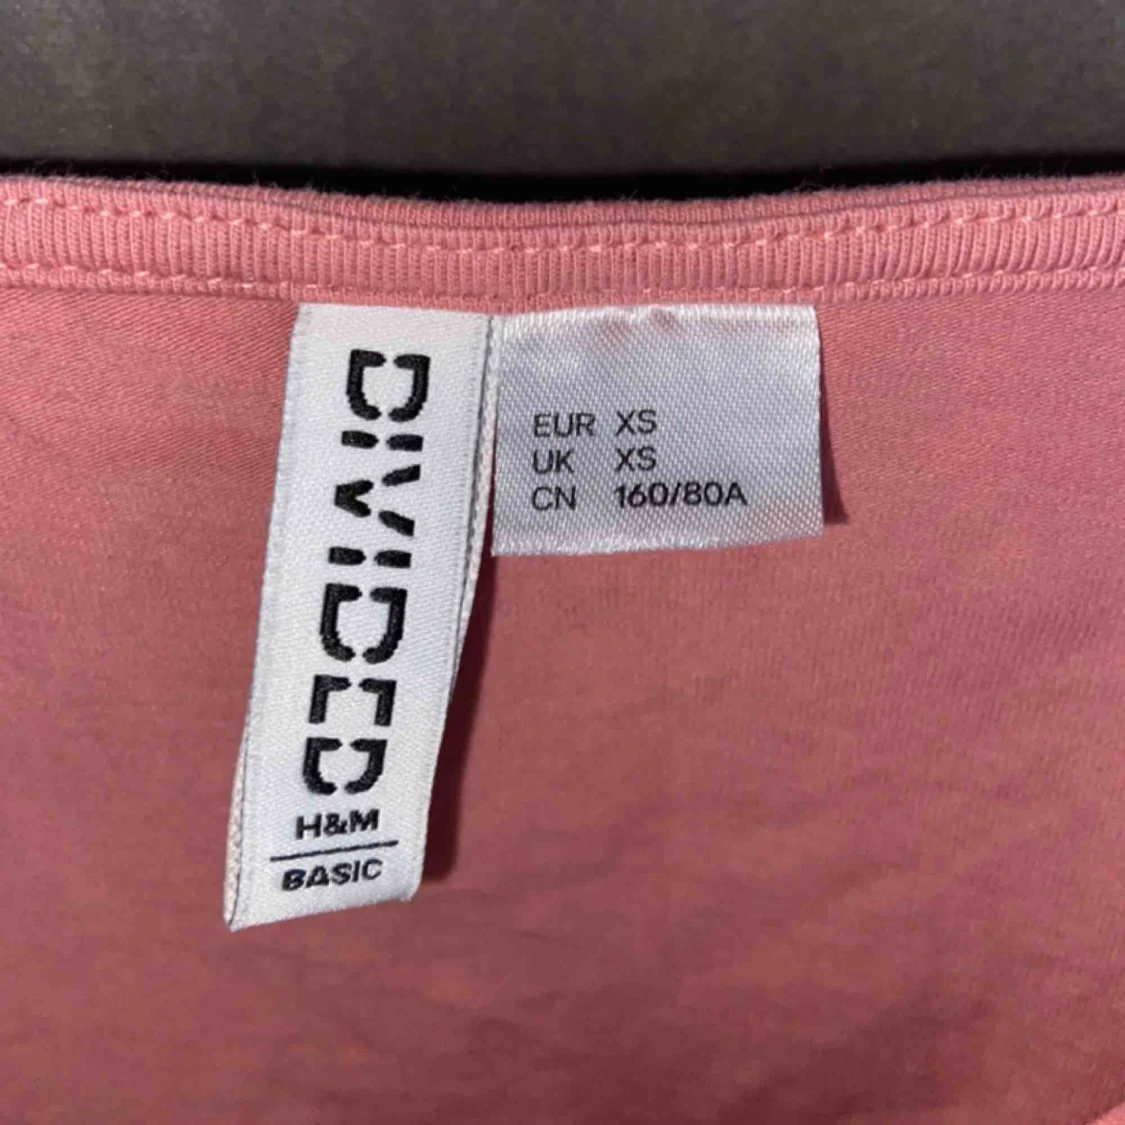 DIVIDED
H&M
BASIC
EUR XS
UK XS
CN 160/80A